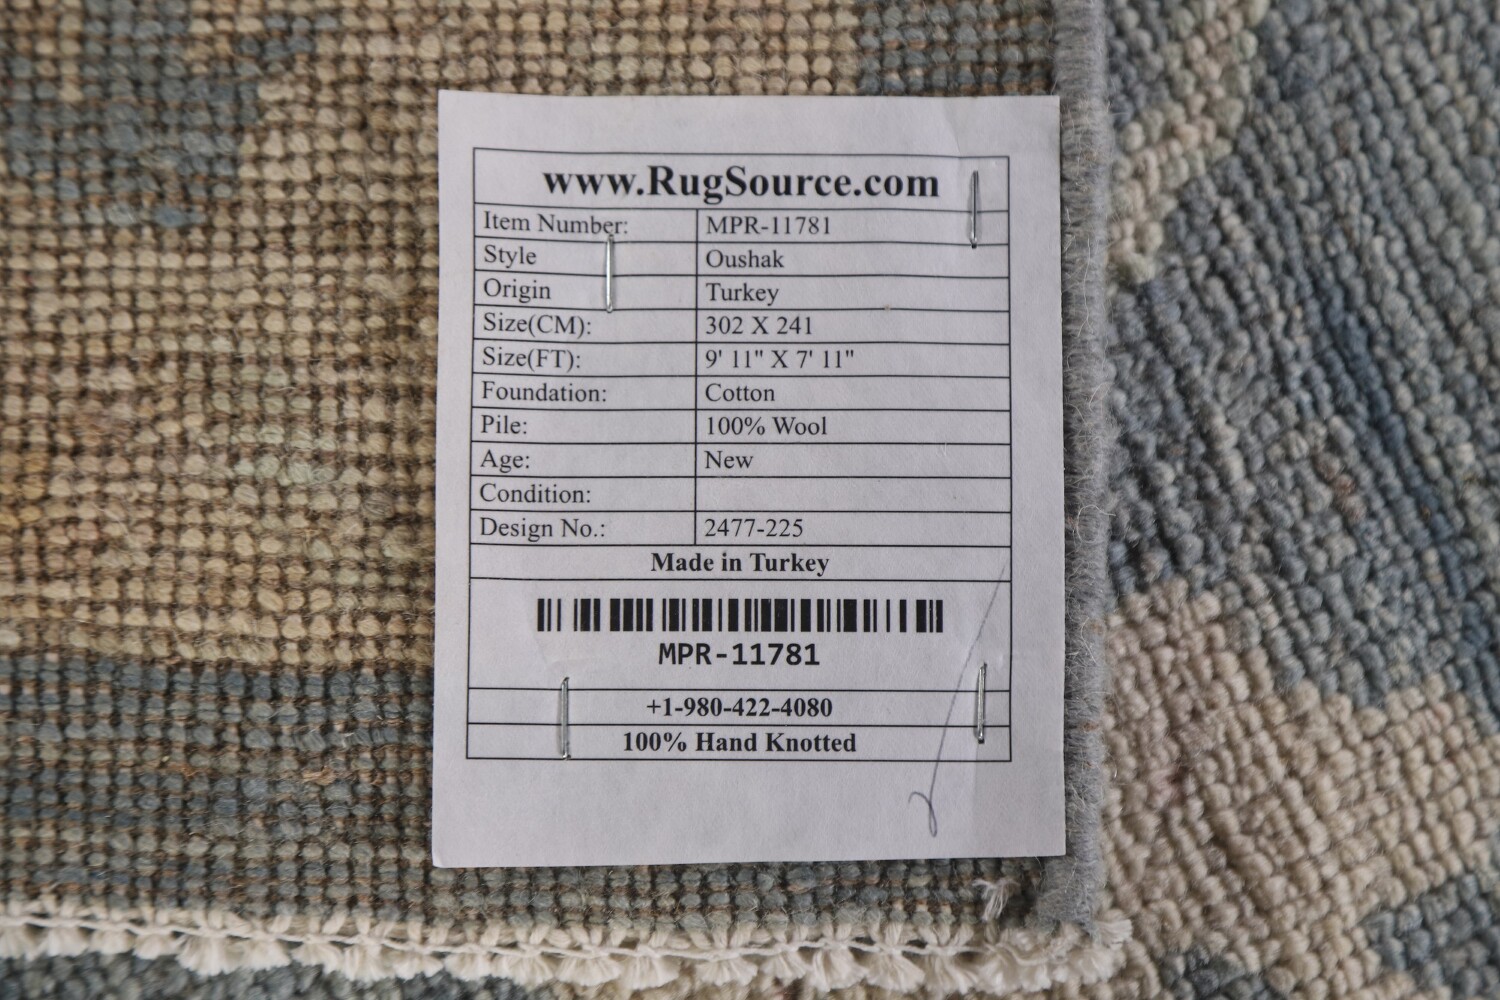 www.RugSource.com
Item Number: MPR-11781
Style Oushak
Origin Turkey
Size(CM): 302 X 241
Size(FT): 9' 11" X 7' 11"
Foundation: Cotton
Pile: 100% Wool
Age: New
Condition:
Design No.: 2477-225
Made in Turkey
MPR-11781
+1-980-422-4080
100% Hand Knotted